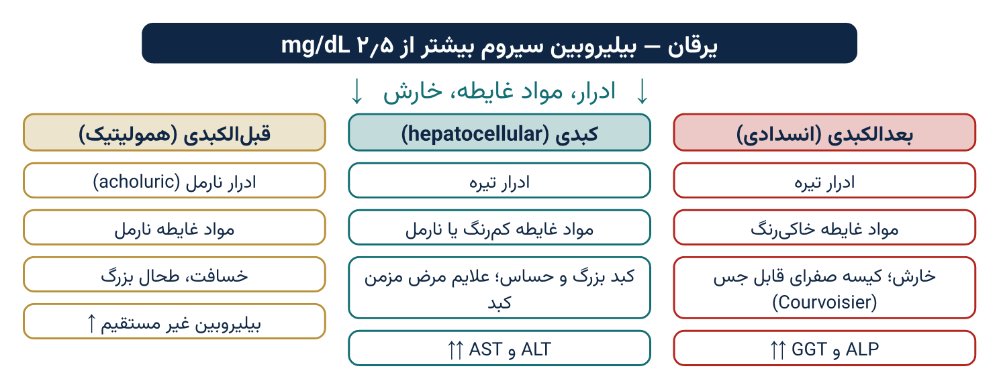 یرقان – بیلیروبین سیروم بیشتر از ۲٫۵ mg/dL
↓ ادرار، مواد غایطه، خارش ↓
بعدالکبدی (انسدادی)
ادرار تیره
مواد غایطه خاکی‌رنگ
خارش؛ کیسه صفرای قابل جس
(Courvoisier)
ALP و GGT ↑↑
کبدی (hepatocellular)
ادرار تیره
مواد غایطه کم‌رنگ یا نارمل
کبد بزرگ و حساس؛ علایم مرض مزمن
کبد
ALT و AST ↑↑
قبل‌الکبدی (همولیتیک)
ادرار نارمل (acholuric)
مواد غایطه نارمل
خسافت، طحال بزرگ
بیلیروبین غیر مستقیم ↑